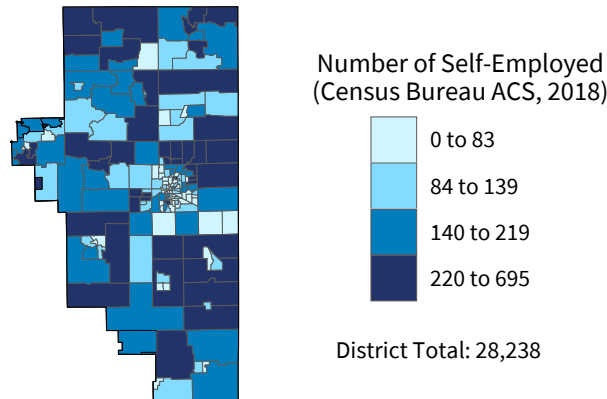 Number of Self-Employed
(Census Bureau ACS, 2018)
0 to 83
84 to 139
140 to 219
220 to 695
District Total: 28,238